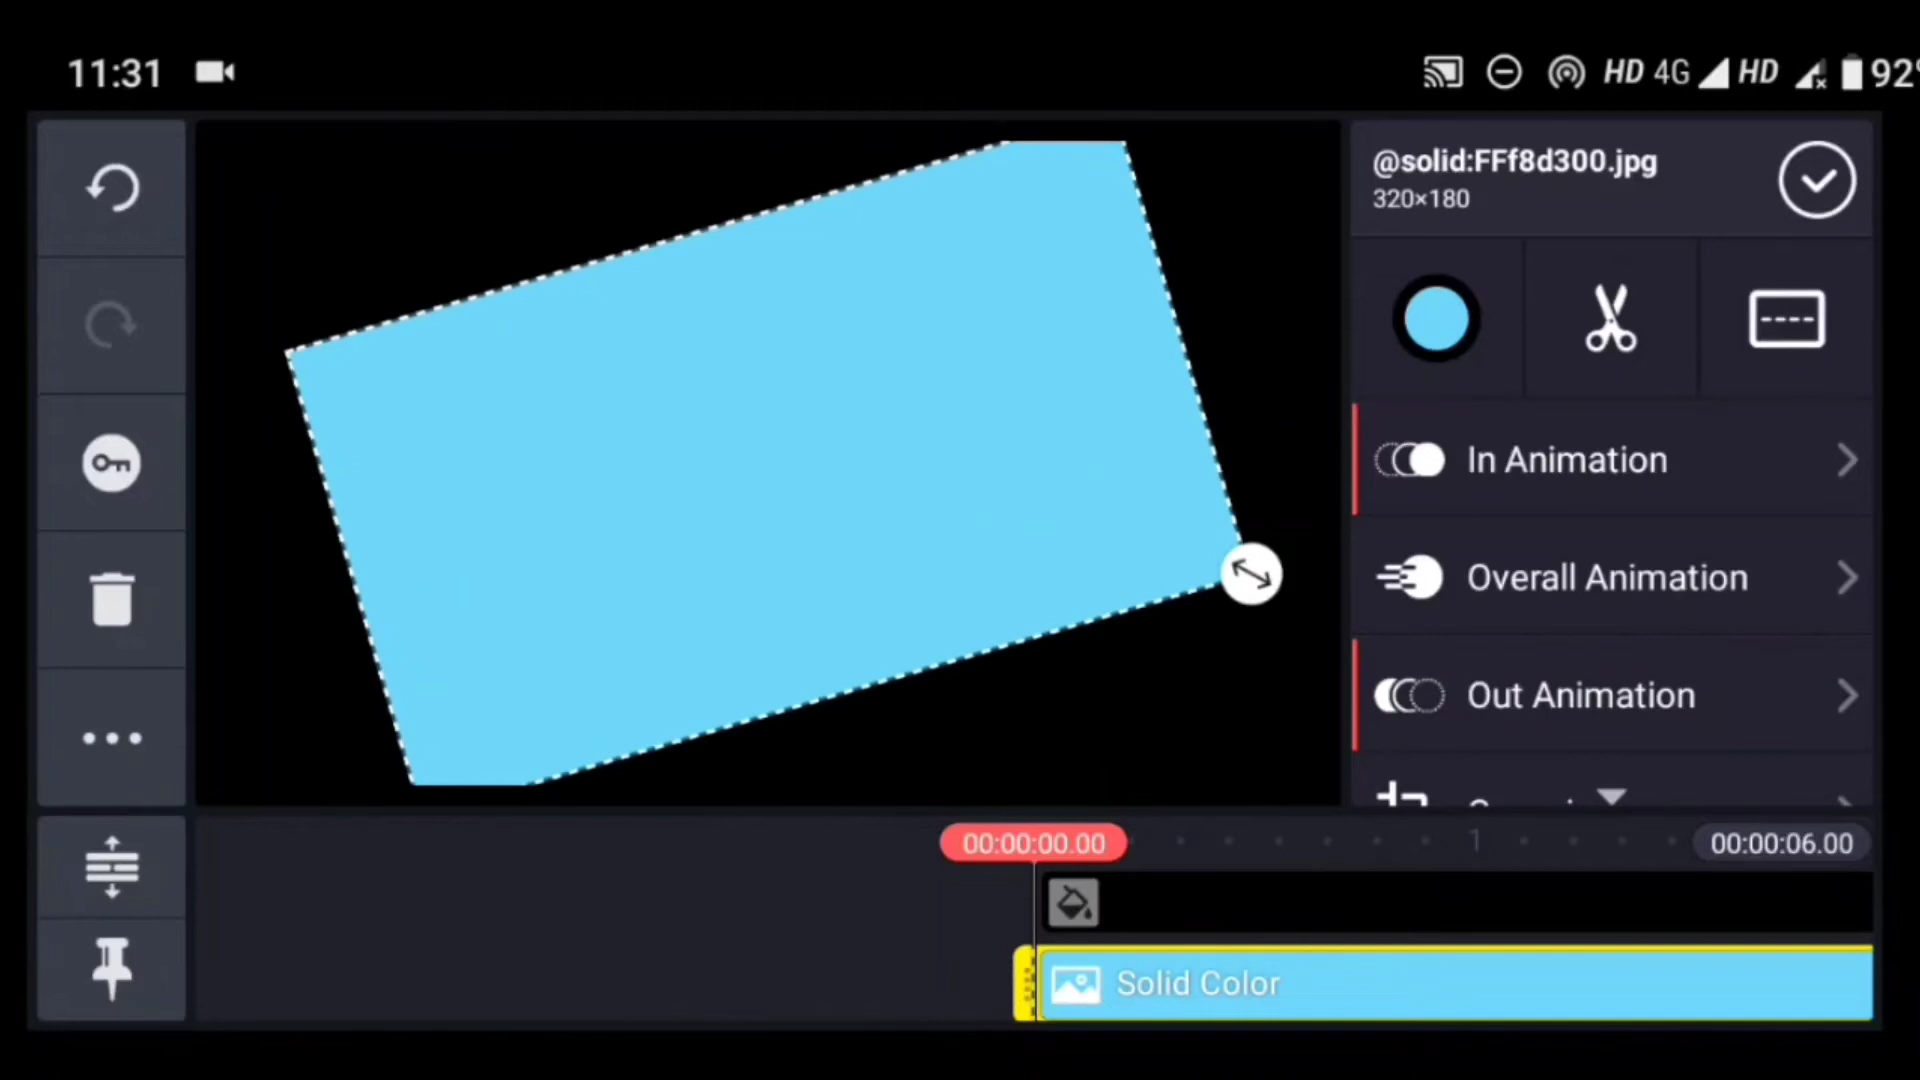 11:31
HD 4G HD 92
@solid:FFf8d300.jpg
320×180
In Animation
Overall Animation
Out Animation
00:00:00.00
1
00:00:06.00
Solid Color